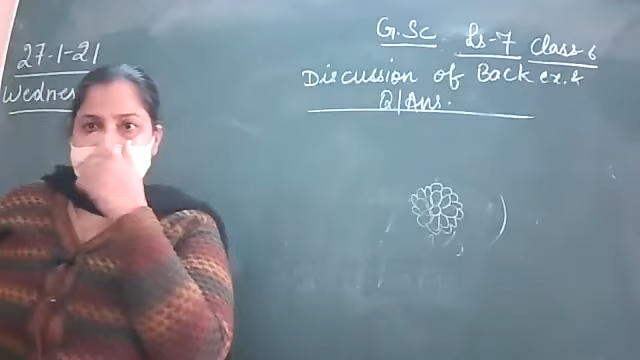 27-1-21
Wednes
G.Sc Ls-7 Class-6
Discussion of Back ex. &
Q/Ans.